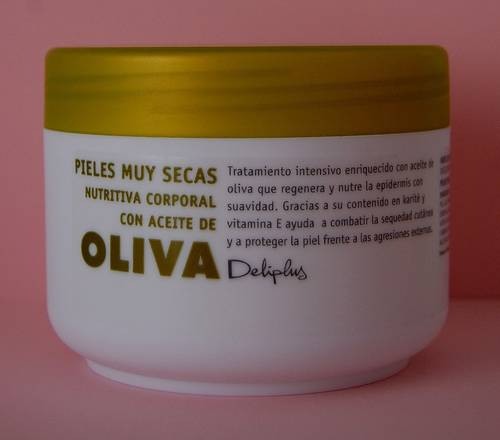 PIELES MUY SECAS
NUTRITIVA CORPORAL
CON ACEITE DE
OLIVA
Tratamiento intensivo enriquecido con aceite de
oliva que regenera y nutre la epidermis con
suavidad. Gracias a su contenido en karité y
vitamina E ayuda a combatir la sequedad cutánea
y a proteger la piel frente a las agresiones externas.
Deliplus